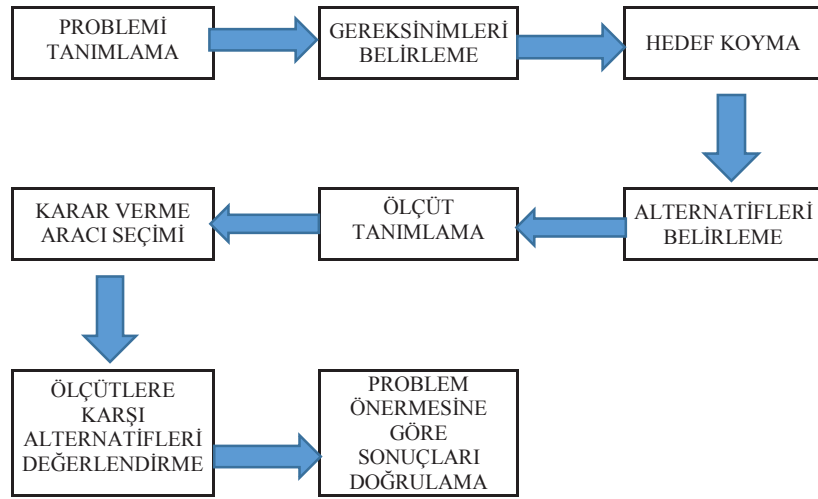 PROBLEMİ
TANIMLAMA
GEREKSİNİMLERİ
BELİRLEME
HEDEF KOYMA
ALTERNATİFLERİ
BELİRLEME
ÖLÇÜT
TANIMLAMA
KARAR VERME
ARACI SEÇİMİ
ÖLÇÜTLERE
KARŞI
ALTERNATİFLERİ
DEĞERLENDİRME
PROBLEM
ÖNERMESİNE
GÖRE
SONUÇLARI
DOĞRULAMA